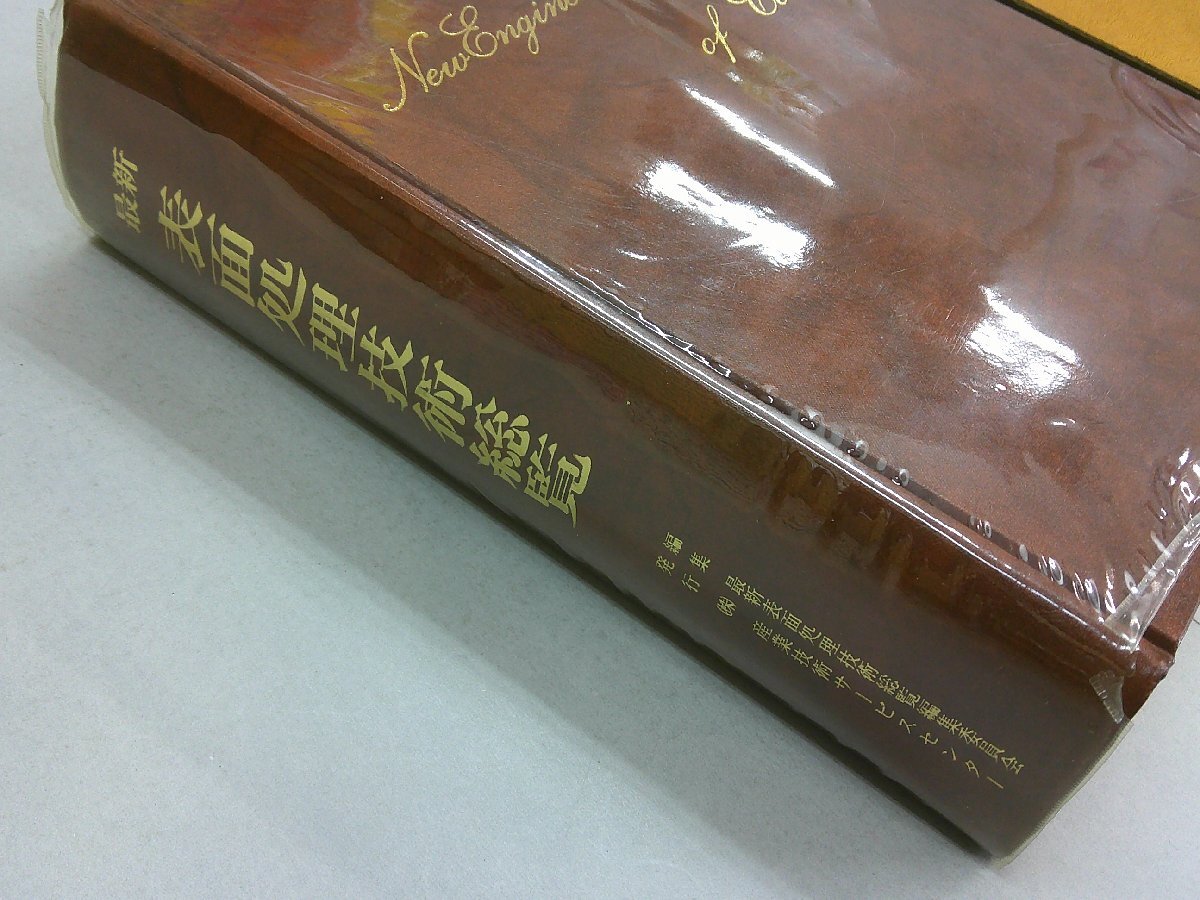 New Engin
of E
最新
表面処理技術総覧
編集 最新表面処理技術総覧編集委員会
発行 ㈱産業技術サービスセンター